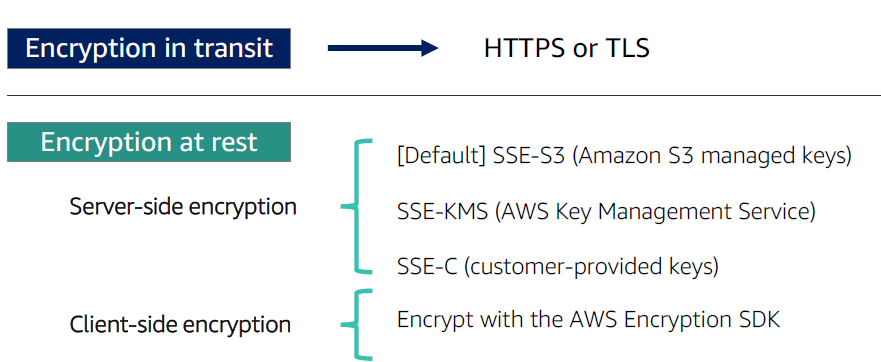 Encryption in transit
HTTPS or TLS
Encryption at rest
Server-side encryption
[Default] SSE-S3 (Amazon S3 managed keys)
SSE-KMS (AWS Key Management Service)
SSE-C (customer-provided keys)
Client-side encryption
Encrypt with the AWS Encryption SDK